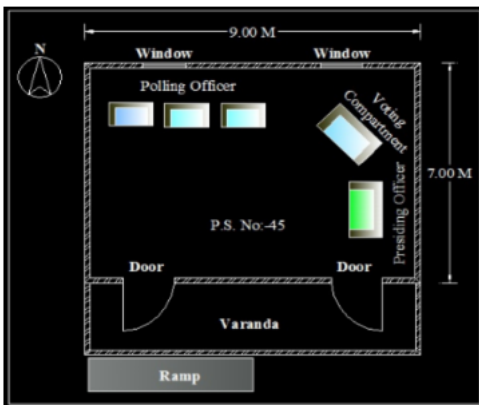 9.00 M
N
Window
Window
Polling Officer
Voting
Compartment
7.00 M
Presiding Officer
P.S. No:-45
Door
Door
Varanda
Ramp